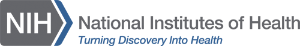 NIH National Institutes of Health
Turning Discovery Into Health